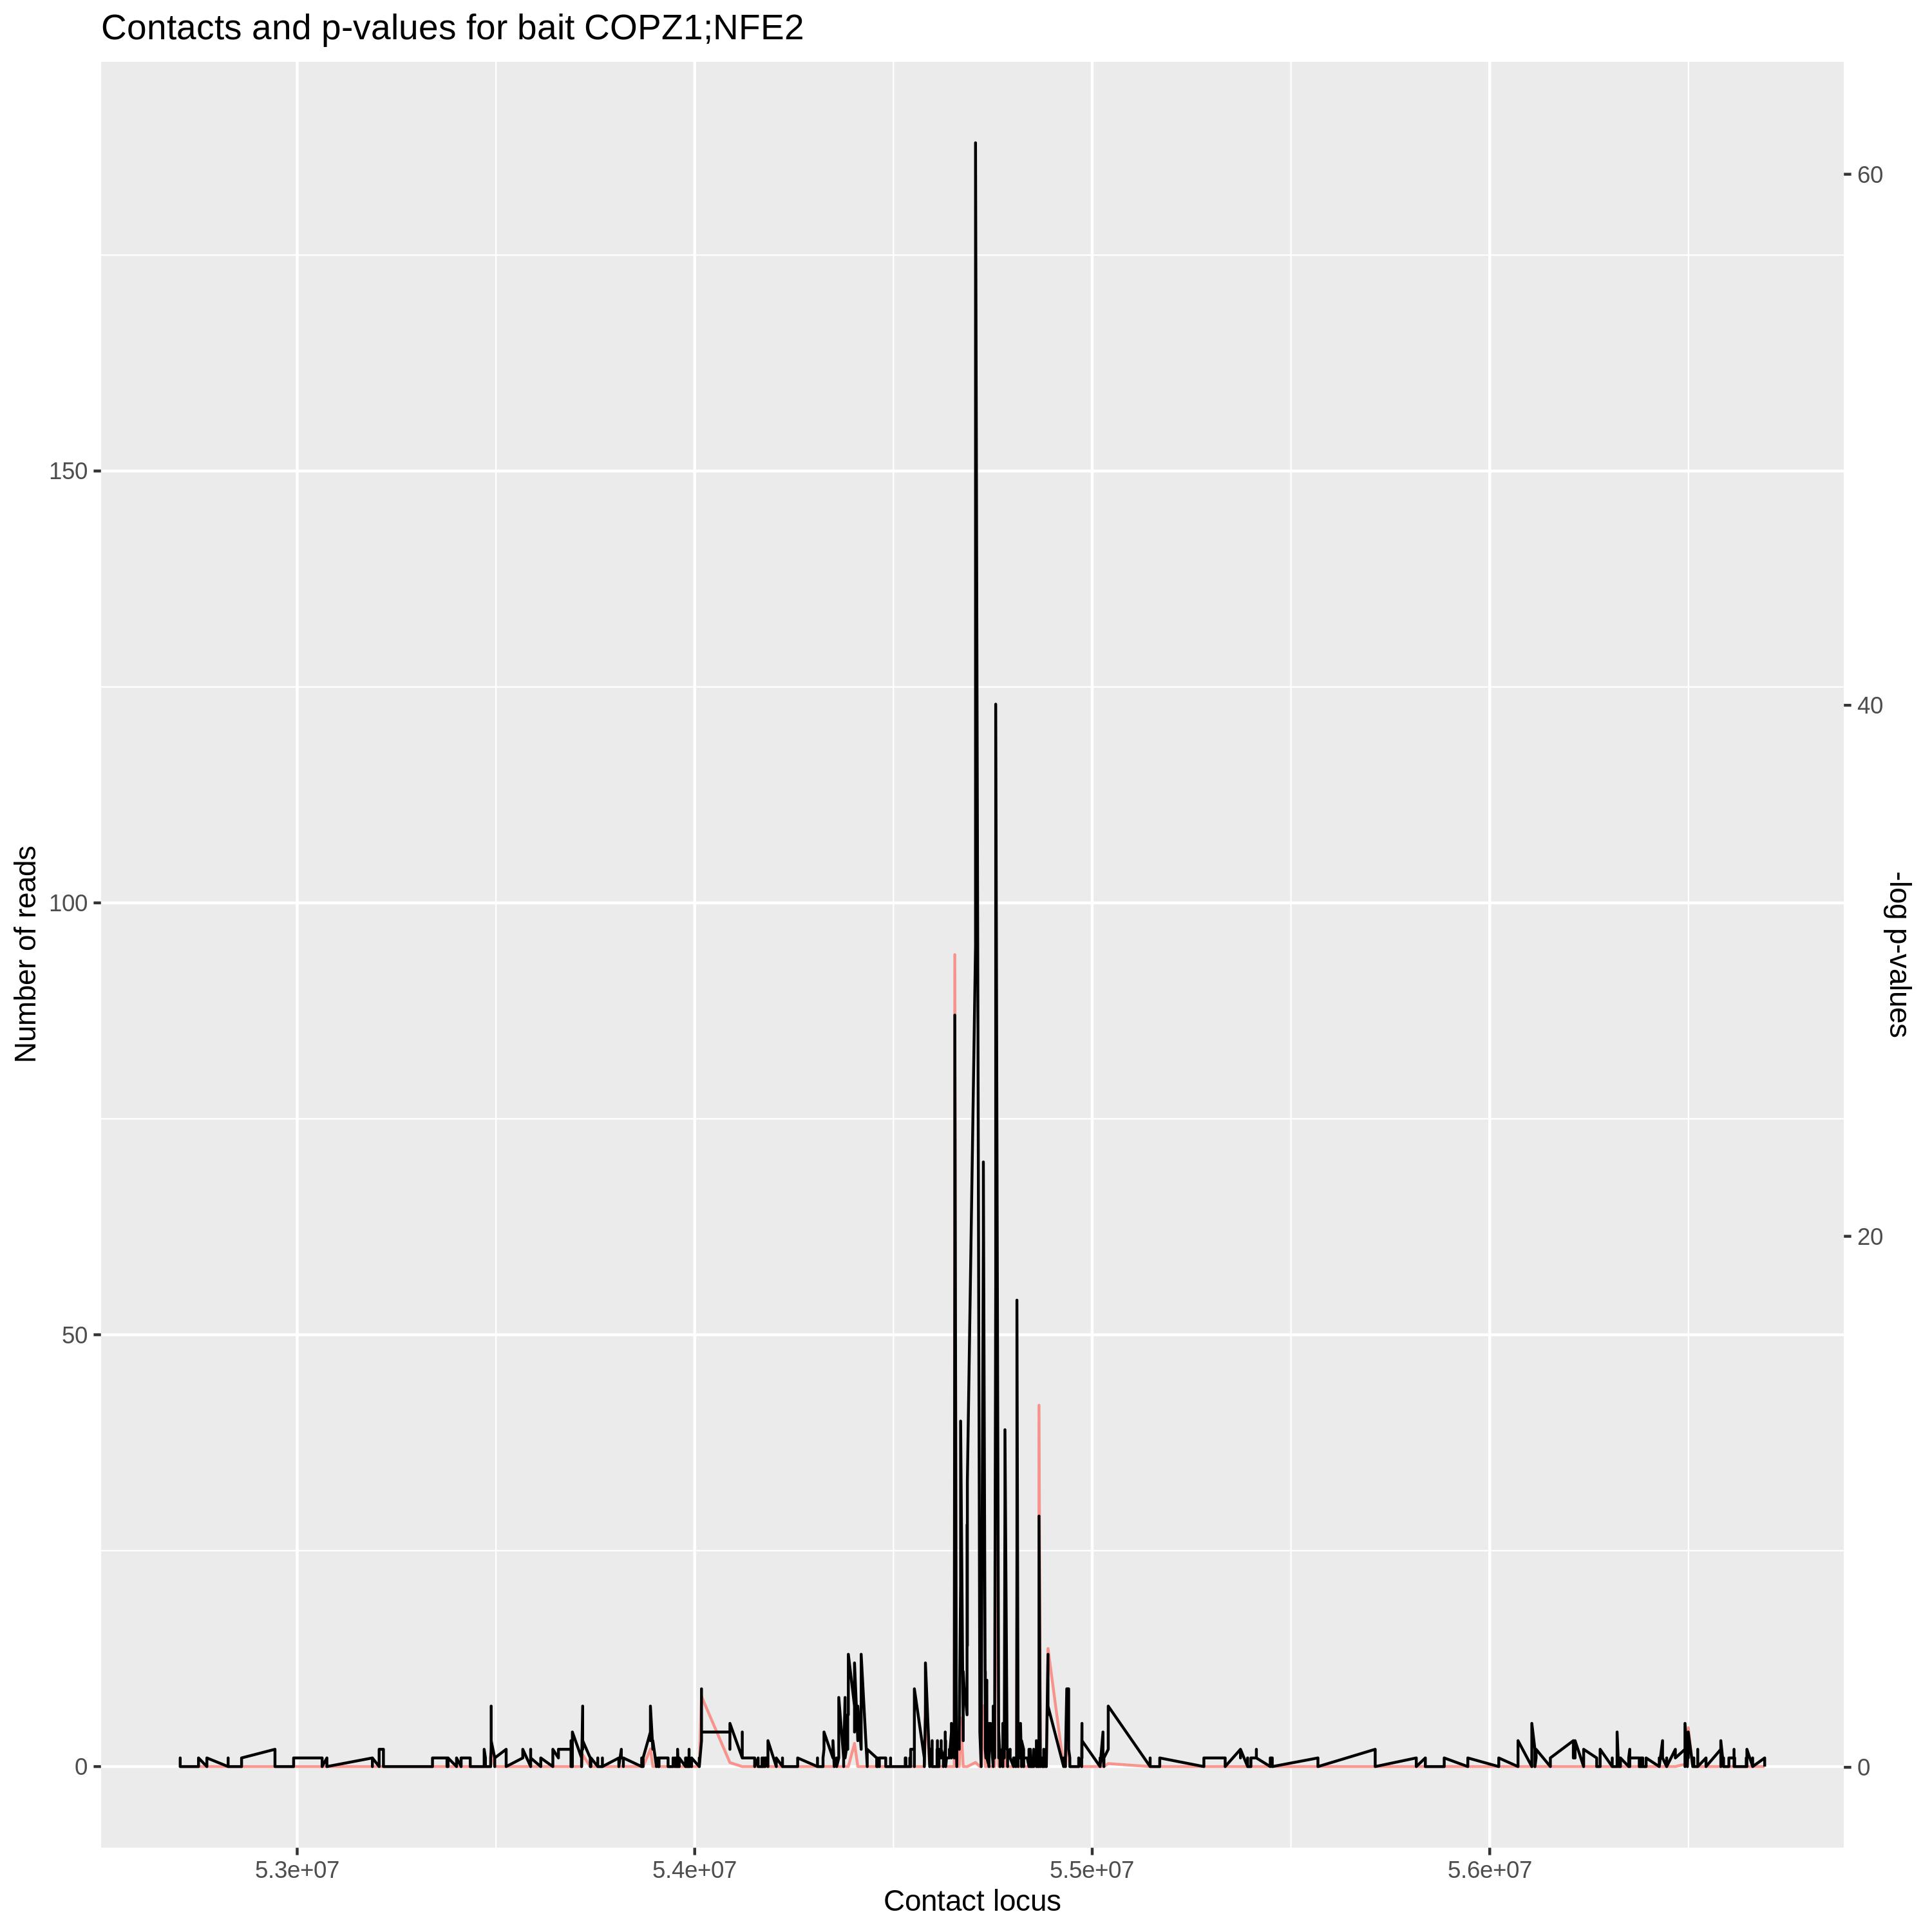 Contacts and p-values for bait COPZ1;NFE2
60
150
40
100
Number of reads
-log p-values
20
50
0
0
5.3e+07
5.4e+07
5.5e+07
5.6e+07
Contact locus